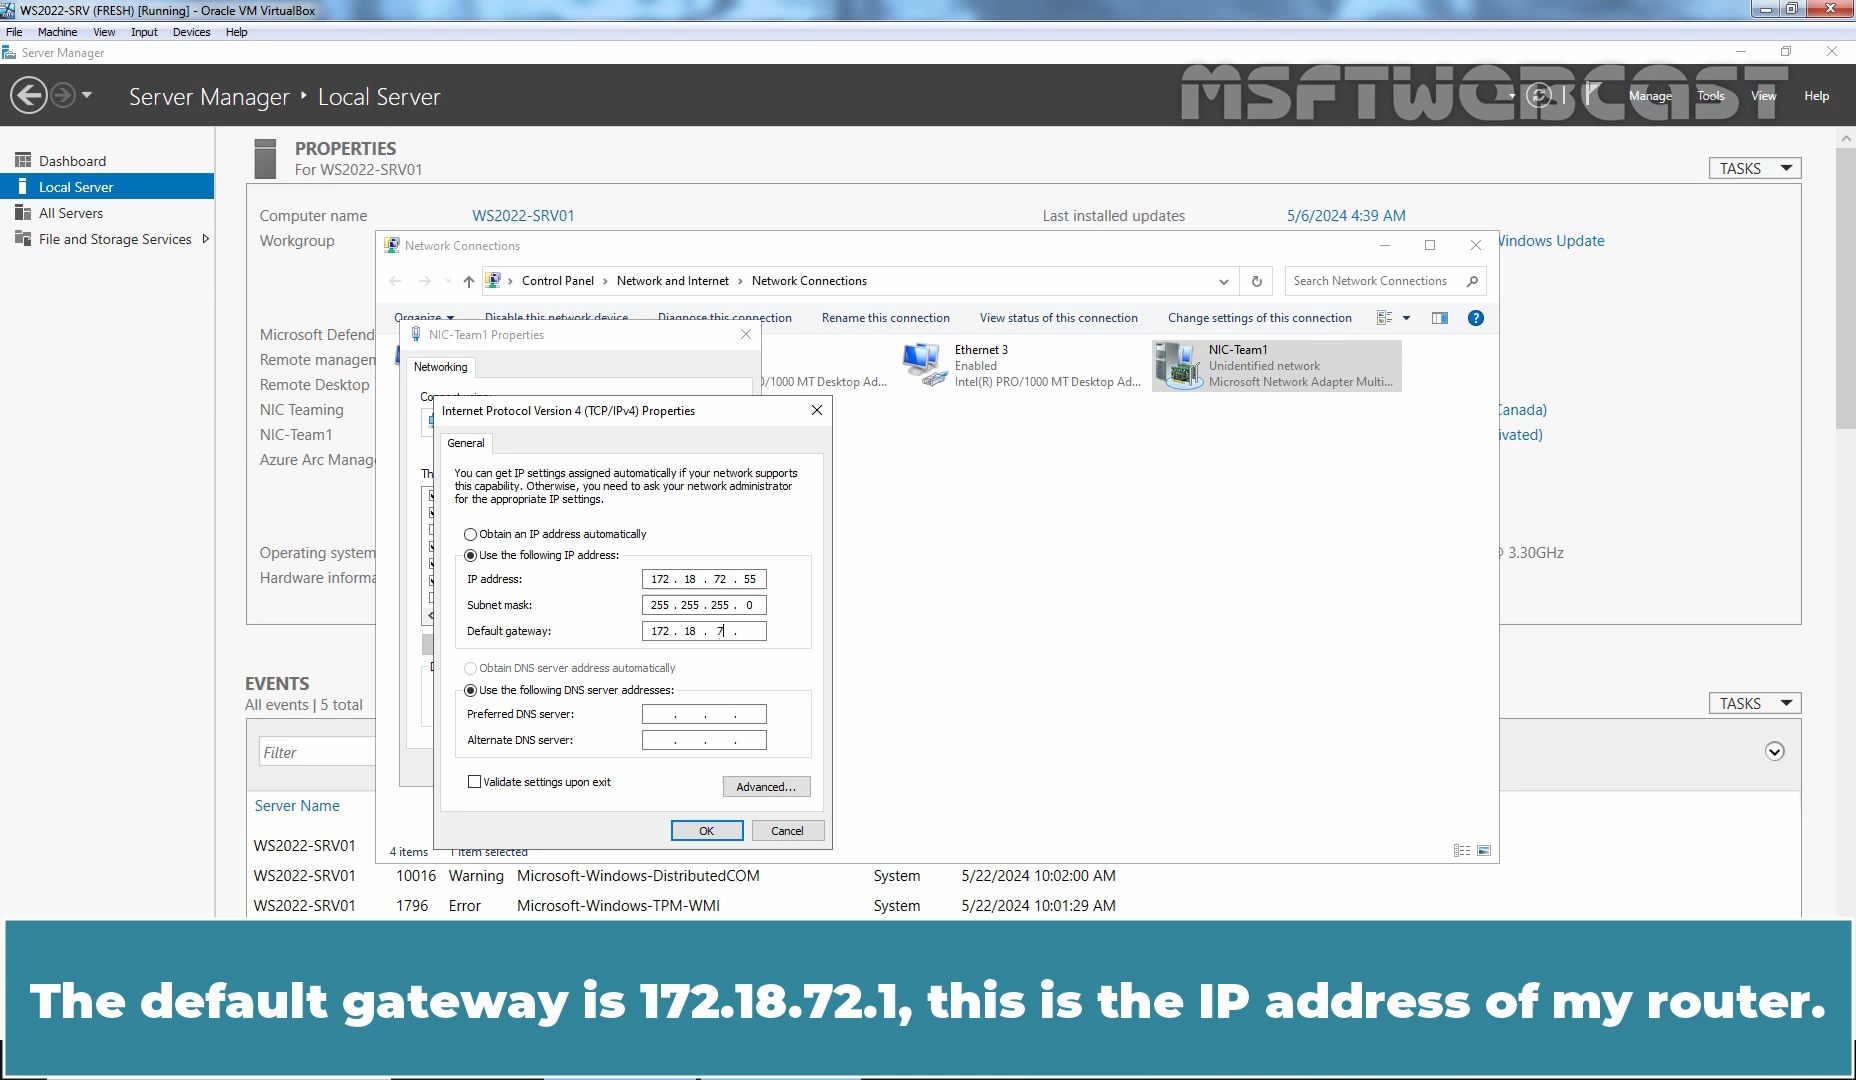 WS2022-SRV (FRESH) [Running] - Oracle VM VirtualBox
File Machine View Input Devices Help
Server Manager
Server Manager ‣ Local Server
MSFTWEBCAST
Manage Tools View Help
Dashboard
Local Server
All Servers
File and Storage Services
PROPERTIES
For WS2022-SRV01
TASKS
Computer name WS2022-SRV01 Last installed updates 5/6/2024 4:39 AM
Workgroup
Windows Update
Microsoft Defend
Remote managem
Remote Desktop
NIC Teaming
NIC-Team1
Azure Arc Manag
Canada)
ivated)
Operating system
Hardware informa
3.30GHz
Network Connections
Control Panel › Network and Internet › Network Connections
Search Network Connections
Organize Disable this network device Diagnose this connection Rename this connection View status of this connection Change settings of this connection
/1000 MT Desktop Ad...
Ethernet 3
Enabled
Intel(R) PRO/1000 MT Desktop Ad...
NIC-Team1
Unidentified network
Microsoft Network Adapter Multi...
NIC-Team1 Properties
Networking
Th
Internet Protocol Version 4 (TCP/IPv4) Properties
General
You can get IP settings assigned automatically if your network supports
this capability. Otherwise, you need to ask your network administrator
for the appropriate IP settings.
Obtain an IP address automatically
Use the following IP address:
IP address: 172 . 18 . 72 . 55
Subnet mask: 255 . 255 . 255 . 0
Default gateway: 172 . 18 . 7 .
Obtain DNS server address automatically
Use the following DNS server addresses:
Preferred DNS server: . . .
Alternate DNS server: . . .
Validate settings upon exit
Advanced...
OK Cancel
4 items 1 item selected
EVENTS
All events | 5 total
TASKS
Filter
Server Name
WS2022-SRV01
WS2022-SRV01 10016 Warning Microsoft-Windows-DistributedCOM System 5/22/2024 10:02:00 AM
WS2022-SRV01 1796 Error Microsoft-Windows-TPM-WMI System 5/22/2024 10:01:29 AM
The default gateway is 172.18.72.1, this is the IP address of my router.